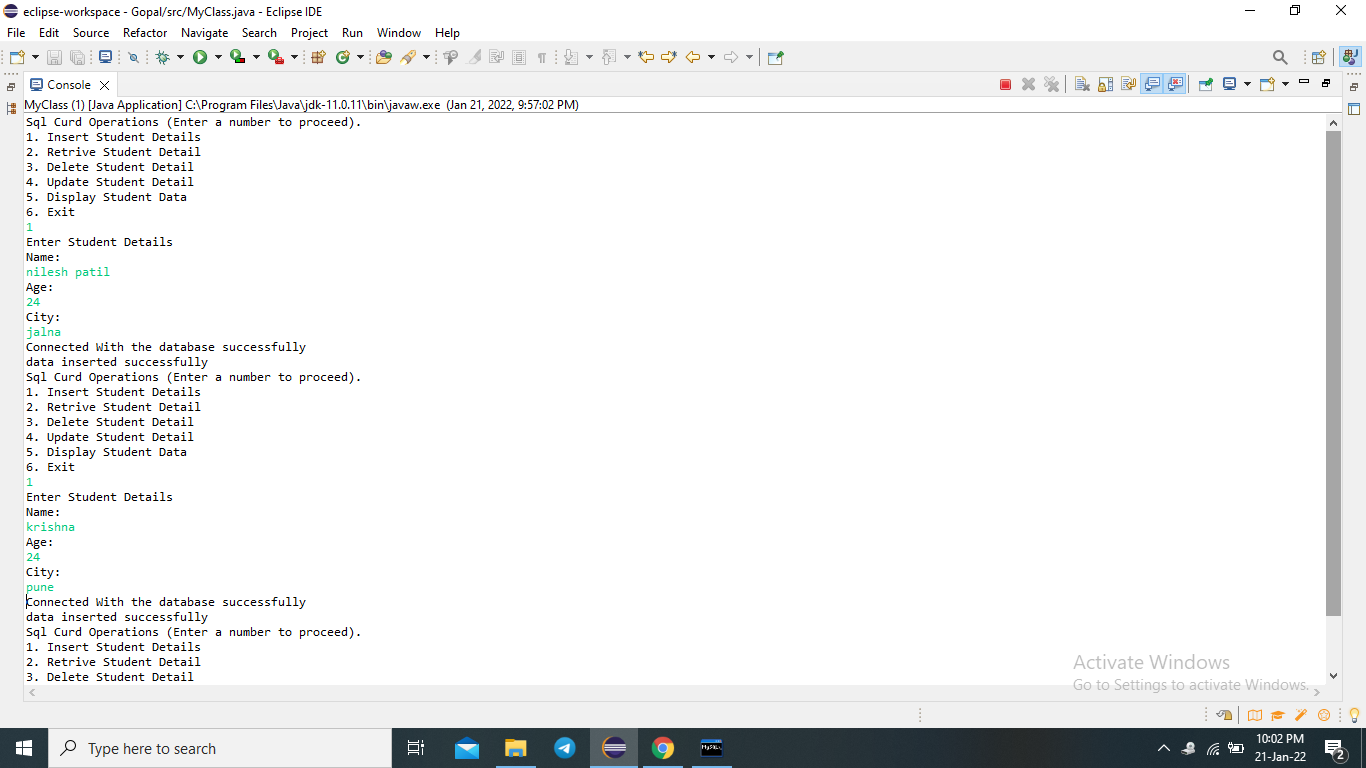 eclipse-workspace - Gopal/src/MyClass.java - Eclipse IDE
File Edit Source Refactor Navigate Search Project Run Window Help
Console
MyClass (1) [Java Application] C:\Program Files\Java\jdk-11.0.11\bin\javaw.exe (Jan 21, 2022, 9:57:02 PM)
Sql Curd Operations (Enter a number to proceed).
1. Insert Student Details
2. Retrive Student Detail
3. Delete Student Detail
4. Update Student Detail
5. Display Student Data
6. Exit
1
Enter Student Details
Name:
nilesh patil
Age:
24
City:
jalna
Connected With the database successfully
data inserted successfully
Sql Curd Operations (Enter a number to proceed).
1. Insert Student Details
2. Retrive Student Detail
3. Delete Student Detail
4. Update Student Detail
5. Display Student Data
6. Exit
1
Enter Student Details
Name:
krishna
Age:
24
City:
pune
Connected With the database successfully
data inserted successfully
Sql Curd Operations (Enter a number to proceed).
1. Insert Student Details
2. Retrive Student Detail
3. Delete Student Detail
Activate Windows
Go to Settings to activate Windows.
Type here to search
10:02 PM
21-Jan-22
2